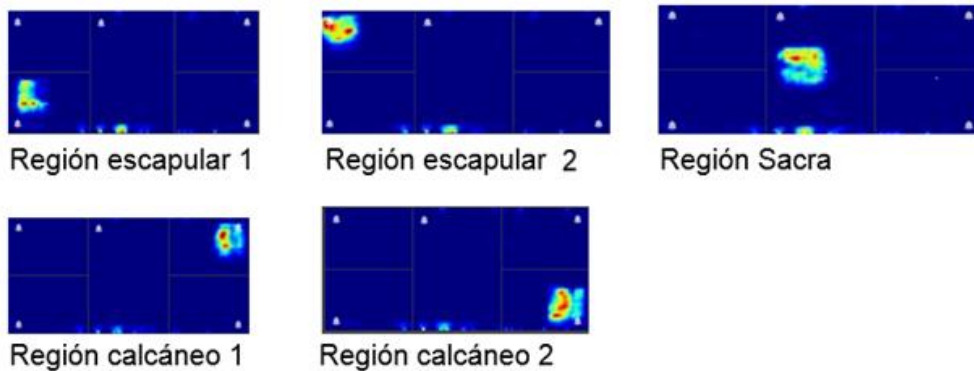 Región escapular 1
Región escapular 2
Región Sacra
Región calcáneo 1
Región calcáneo 2